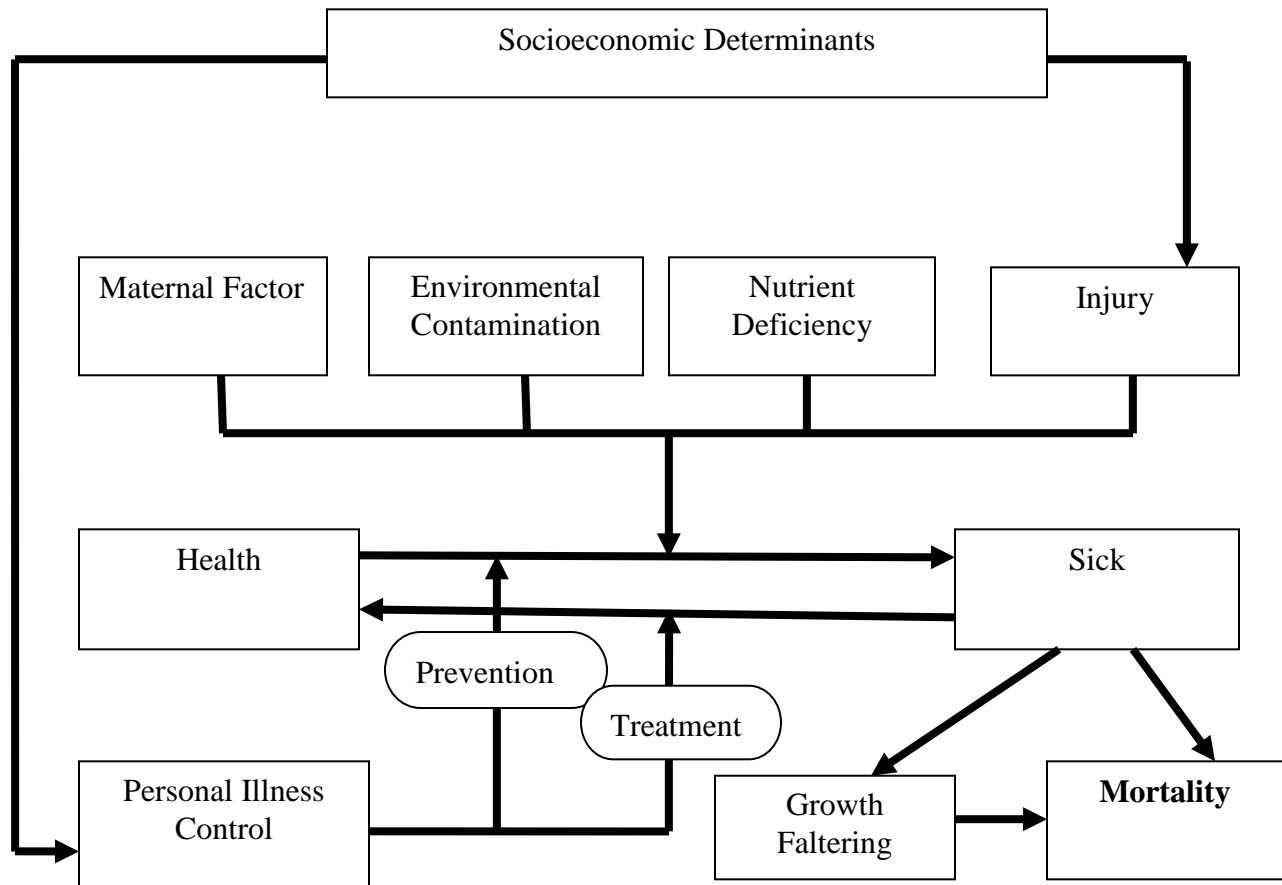 Socioeconomic Determinants
Maternal Factor
Environmental
Contamination
Nutrient
Deficiency
Injury
Health
Sick
Prevention
Treatment
Personal Illness
Control
Growth
Faltering
Mortality